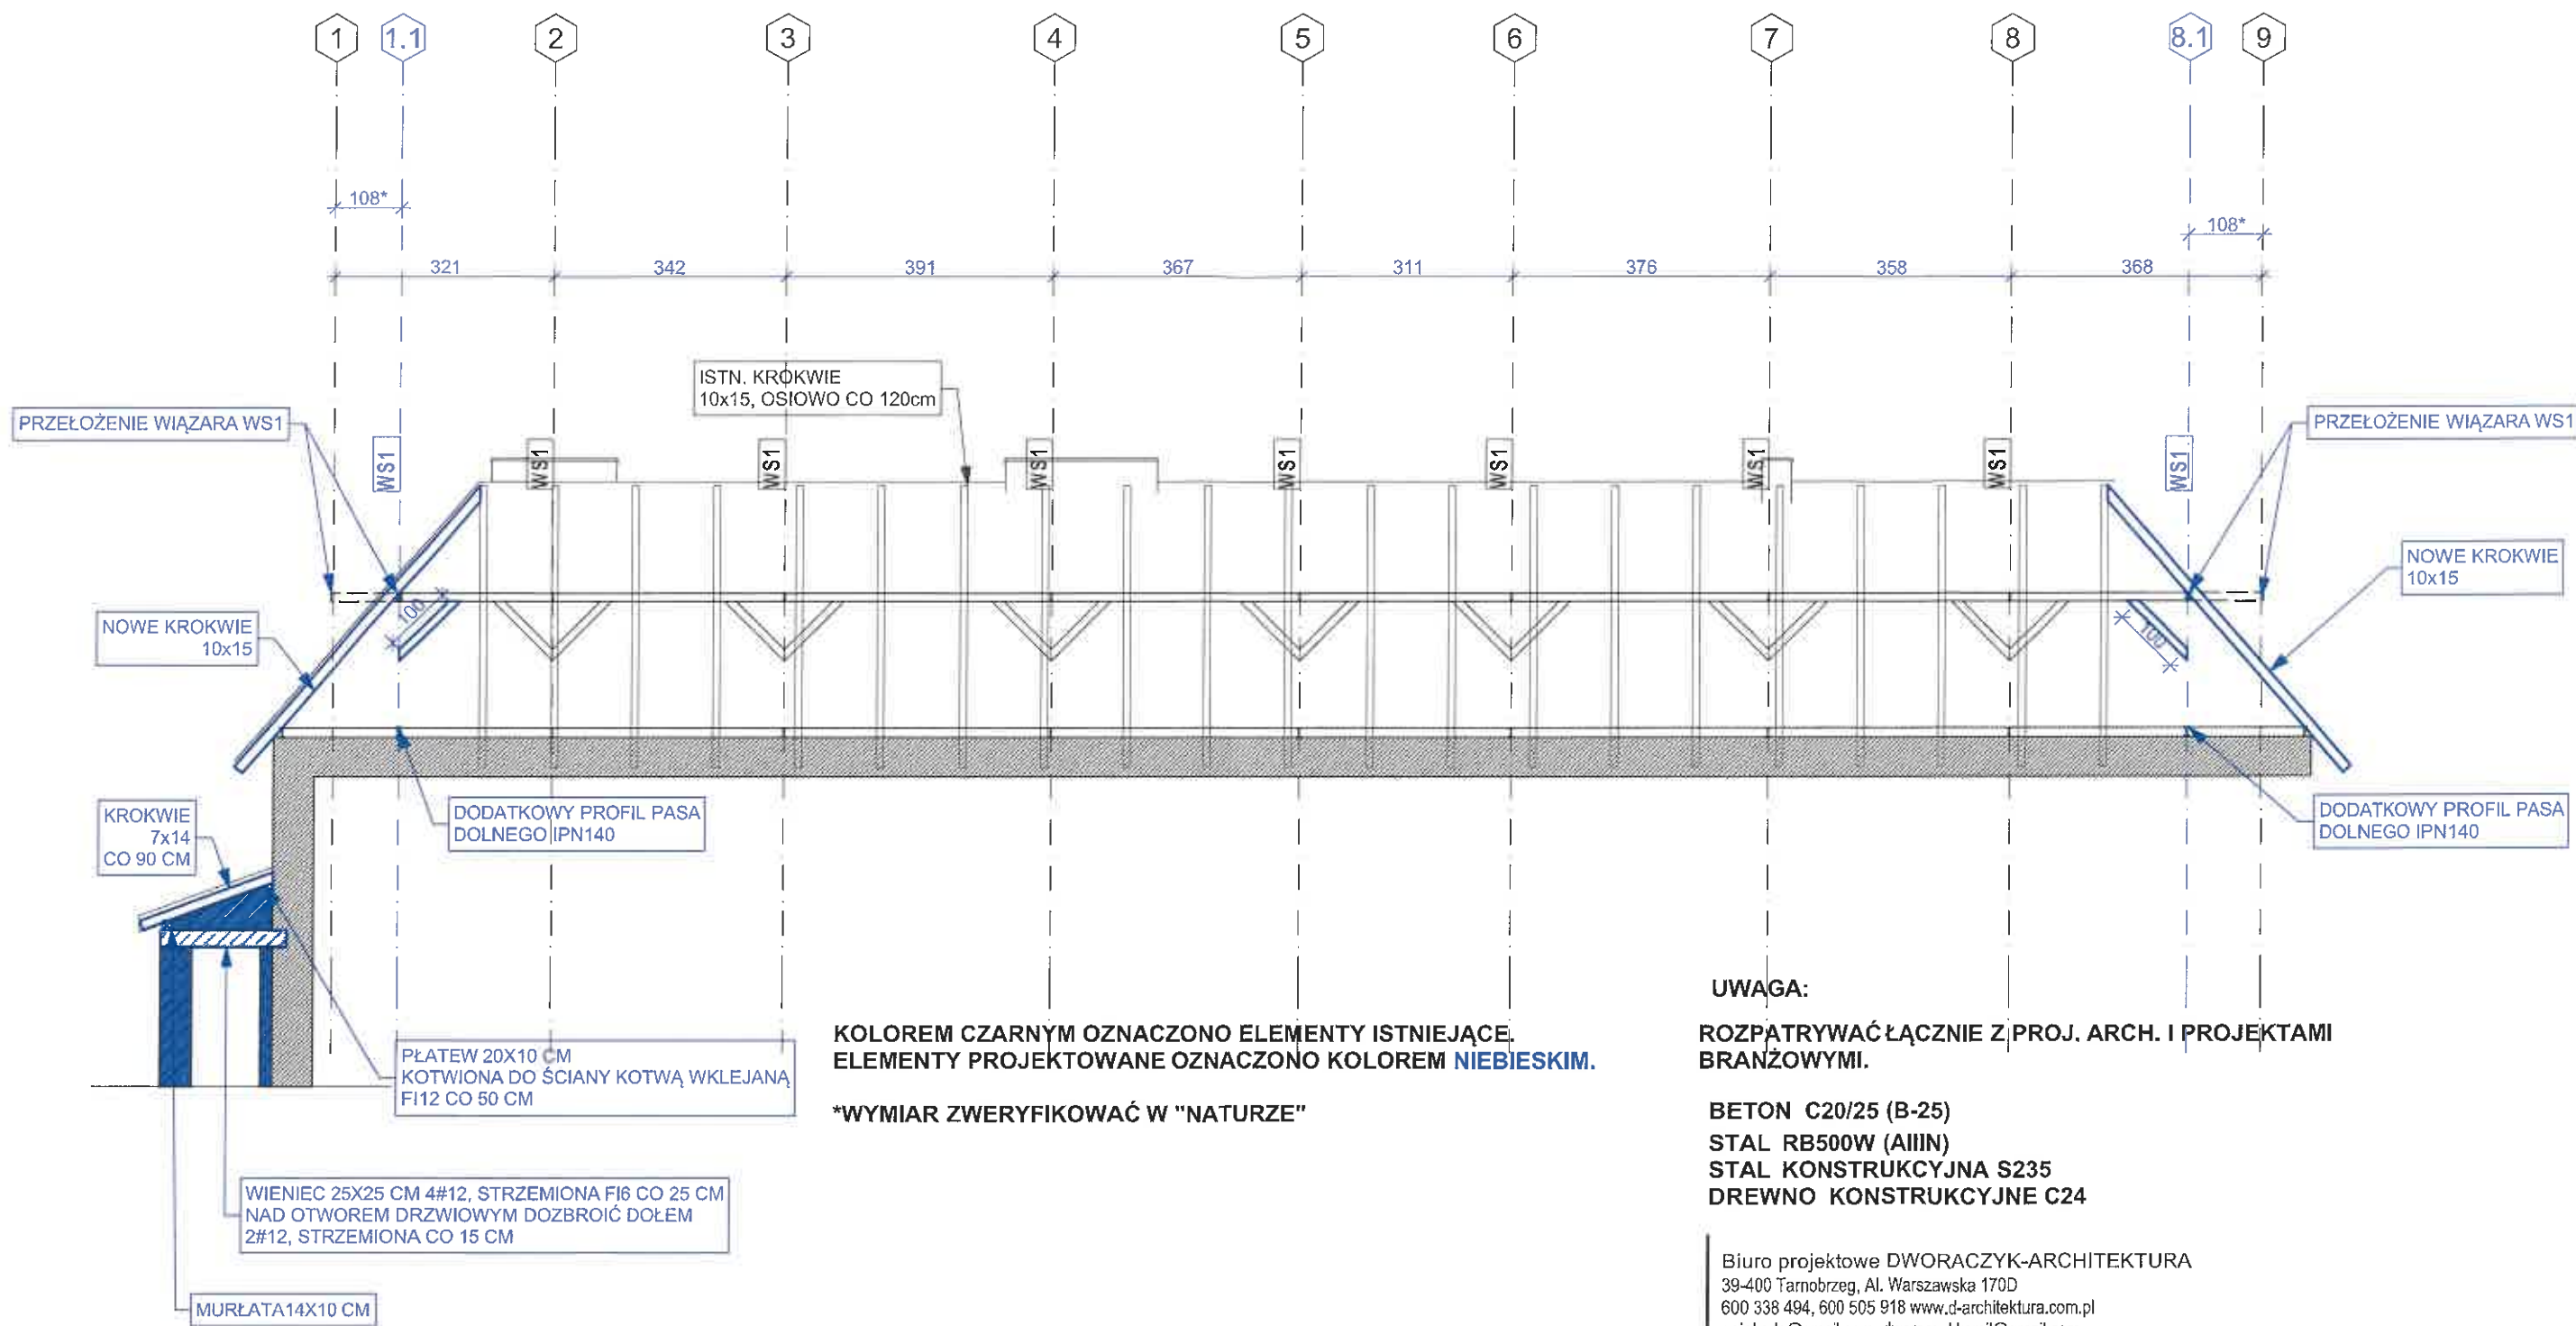 1
1.1
2
3
4
5
6
7
8
8.1
9
108*
108*
321
342
391
367
311
376
358
368
ISTN. KROKWIE
10x15, OSIOWO CO 120cm
PRZEŁOŻENIE WIĄZARA WS1
PRZEŁOŻENIE WIĄZARA WS1
WS1
WS1
WS1
WS1
WS1
WS1
WS1
WS1
WS1
NOWE KROKWIE
10x15
NOWE KROKWIE
10x15
100
100
KROKWIE
7x14
CO 90 CM
DODATKOWY PROFIL PASA
DOLNEGO IPN140
DODATKOWY PROFIL PASA
DOLNEGO IPN140
PŁATEW 20X10 CM
KOTWIONA DO ŚCIANY KOTWĄ WKLEJANĄ
FI12 CO 50 CM
WIENIEC 25X25 CM 4#12, STRZEMIONA FI6 CO 25 CM
NAD OTWOREM DRZWIOWYM DOZBROIĆ DOŁEM
2#12, STRZEMIONA CO 15 CM
MURŁATA14X10 CM
KOLOREM CZARNYM OZNACZONO ELEMENTY ISTNIEJĄCE.
ELEMENTY PROJEKTOWANE OZNACZONO KOLOREM NIEBIESKIM.
*WYMIAR ZWERYFIKOWAĆ W "NATURZE"
UWAGA:
ROZPATRYWAĆ ŁĄCZNIE Z PROJ. ARCH. I PROJEKTAMI
BRANŻOWYMI.
BETON C20/25 (B-25)
STAL RB500W (AIIIN)
STAL KONSTRUKCYJNA S235
DREWNO KONSTRUKCYJNE C24
Biuro projektowe DWORACZYK-ARCHITEKTURA
39-400 Tarnobrzeg, Al. Warszawska 170D
600 338 494, 600 505 918 www.d-architektura.com.pl